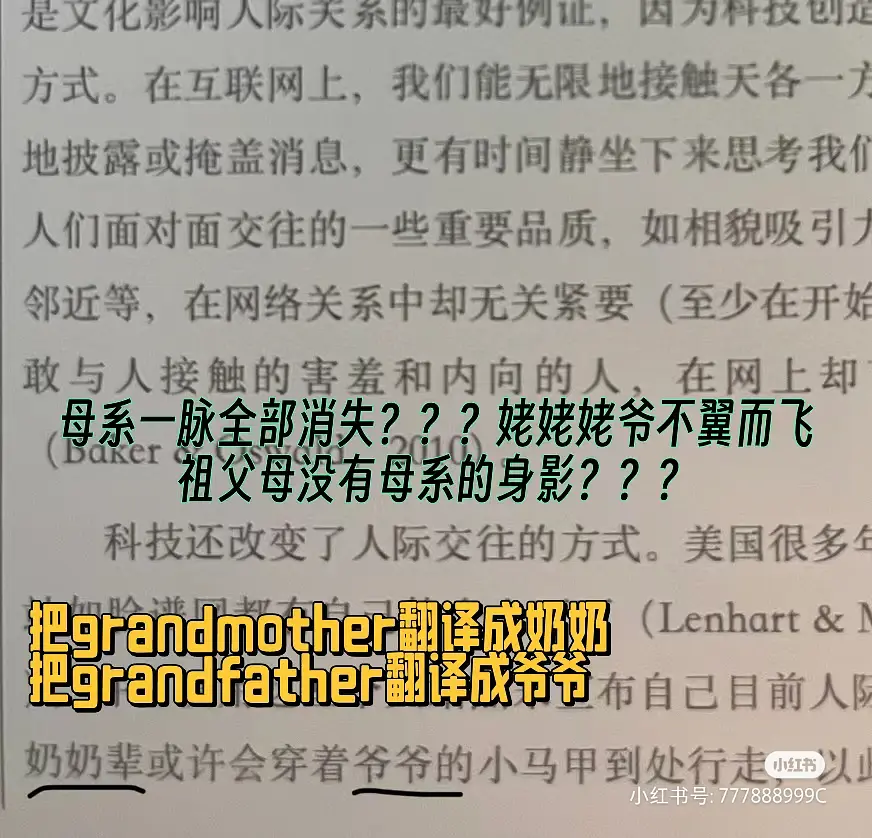 是文化影响人际关系的最好例证，因为科技创造
方式。在互联网上，我们能无限地接触天各一方
地披露或掩盖消息，更有时间静坐下来思考我们
人们面对面交往的一些重要品质，如相貌吸引力
邻近等，在网络关系中却无关紧要（至少在开始
敢与人接触的害羞和内向的人，在网上却
母系一脉全部消失？？？姥姥姥爷不翼而飞
（Baker & Oswald, 2010）。
祖父母没有母系的身影？？？
科技还改变了人际交往的方式。美国很多年
把grandmother翻译成奶奶
（Lenhart & M
把grandfather翻译成爷爷
布自己目前人际
奶奶辈或许会穿着爷爷的小马甲到处行走，以此
小红书
小红书号: 777888999C